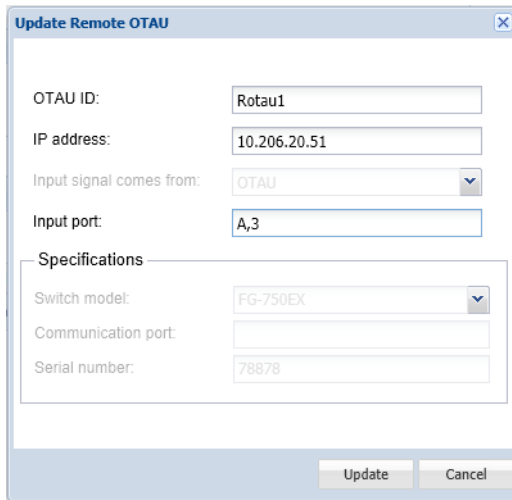 Update Remote OTAU
OTAU ID: Rotau1
IP address: 10.206.20.51
Input signal comes from: OTAU
Input port: A,3
Specifications
Switch model: FG-750EX
Communication port:
Serial number: 78878
Update Cancel